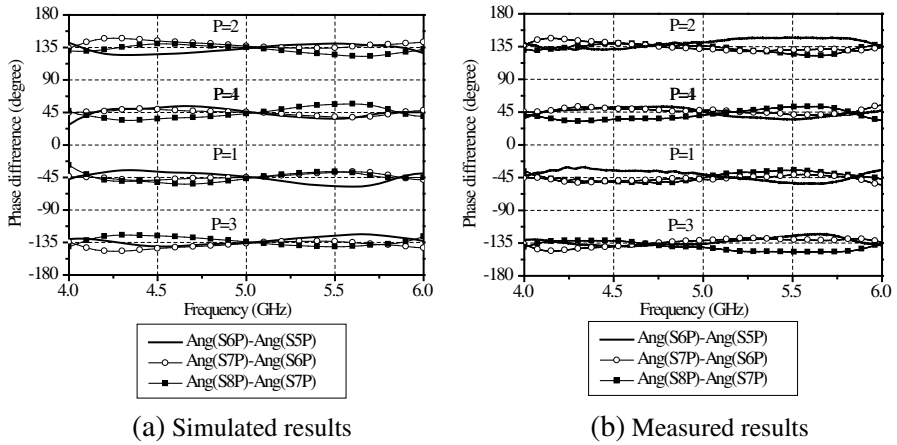 180
135
90
45
0
-45
-90
-135
-180
Phase diffrerence (degree)
P=2
P=4
P=1
P=3
4.0 4.5 5.0 5.5 6.0
Frequency (GHz)
Ang(S6P)-Ang(S5P)
Ang(S7P)-Ang(S6P)
Ang(S8P)-Ang(S7P)
(a) Simulated results
180
135
90
45
0
-45
-90
-135
-180
Phase diffrerence (degree)
P=2
P=4
P=1
P=3
4.0 4.5 5.0 5.5 6.0
Frequency (GHz)
Ang(S6P)-Ang(S5P)
Ang(S7P)-Ang(S6P)
Ang(S8P)-Ang(S7P)
(b) Measured results